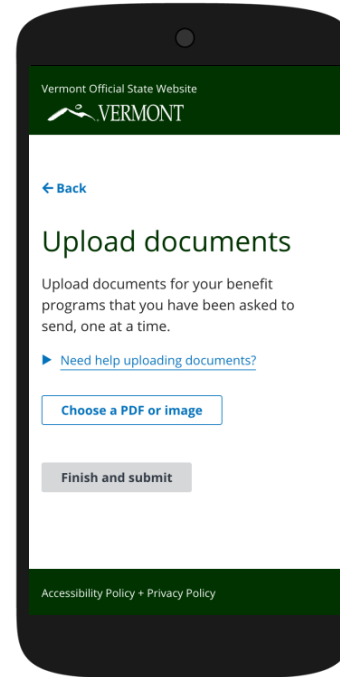 Vermont Official State Website
VERMONT
← Back
Upload documents
Upload documents for your benefit
programs that you have been asked to
send, one at a time.
Need help uploading documents?
Choose a PDF or image
Finish and submit
Accessibility Policy + Privacy Policy